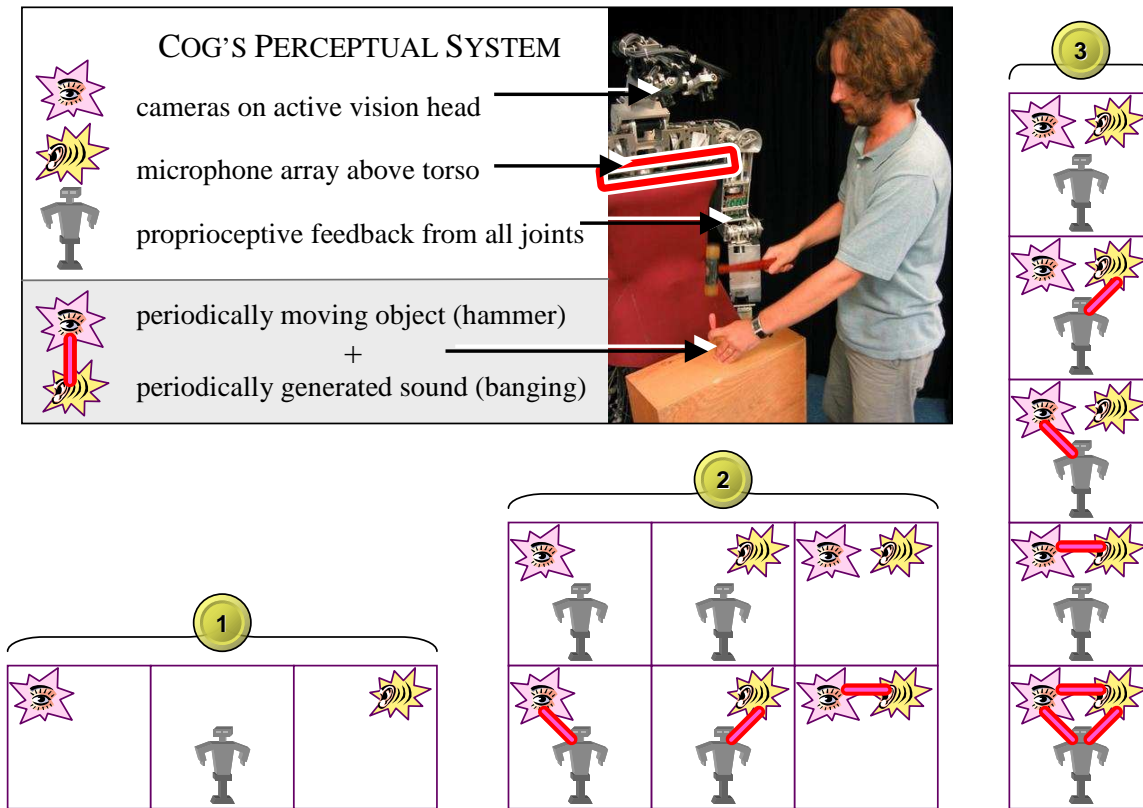 COG'S PERCEPTUAL SYSTEM
cameras on active vision head
microphone array above torso
proprioceptive feedback from all joints
periodically moving object (hammer)
+
periodically generated sound (banging)
3
2
1